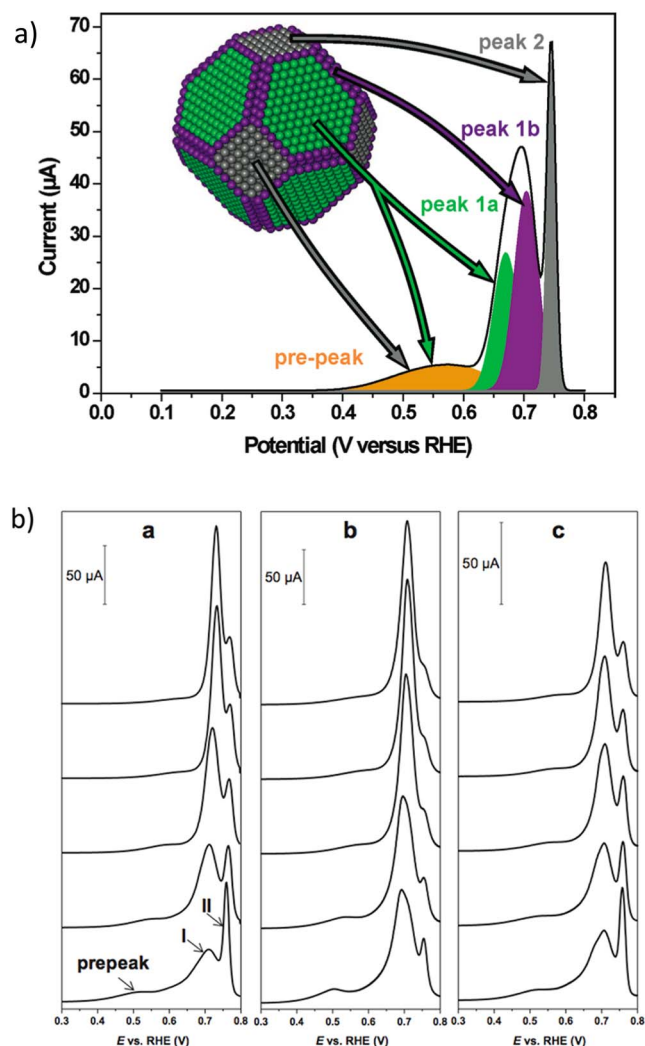 a)
70
60
50
40
30
20
10
0
Current (µA)
peak 2
peak 1b
peak 1a
pre-peak
0.0 0.1 0.2 0.3 0.4 0.5 0.6 0.7 0.8
Potential (V versus RHE)
b)
a b c
50 µA 50 µA 50 µA
II
I
prepeak
0.3 0.4 0.5 0.6 0.7 0.8 0.3 0.4 0.5 0.6 0.7 0.8 0.3 0.4 0.5 0.6 0.7 0.8
E vs. RHE (V) E vs. RHE (V) E vs. RHE (V)